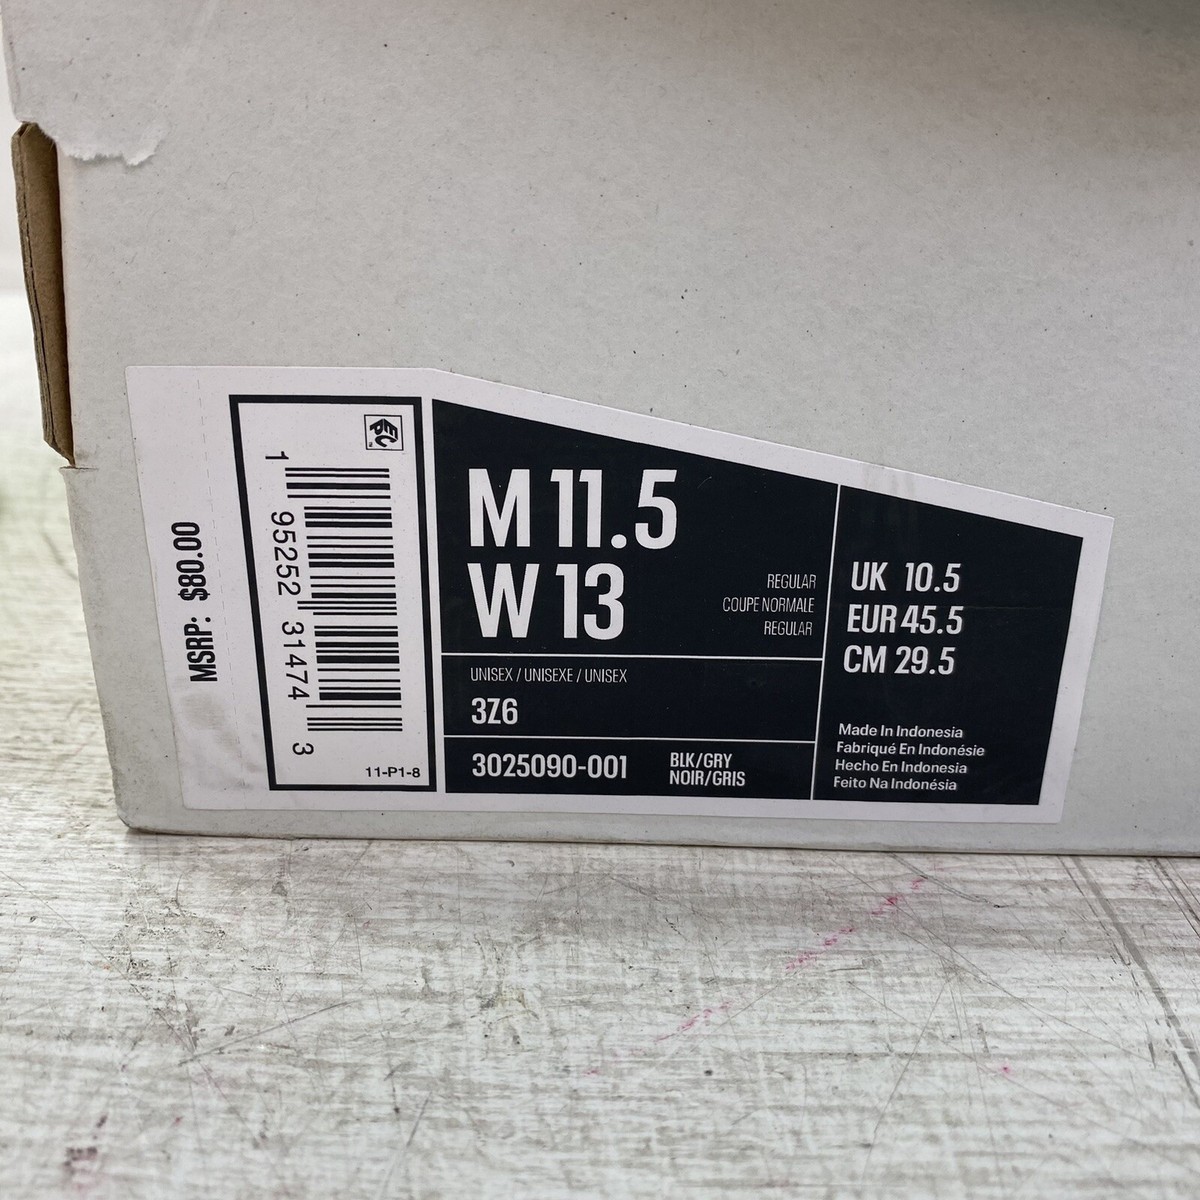 MSRP: $80.00
1 95252 31474 3
11-P1-8
M 11.5
W 13
REGULAR
COUPE NORMALE
REGULAR
UNISEX / UNISEXE / UNISEX
3Z6
3025090-001
BLK/GRY
NOIR/GRIS
UK 10.5
EUR 45.5
CM 29.5
Made In Indonesia
Fabriqué En Indonésie
Hecho En Indonesia
Feito Na Indonésia